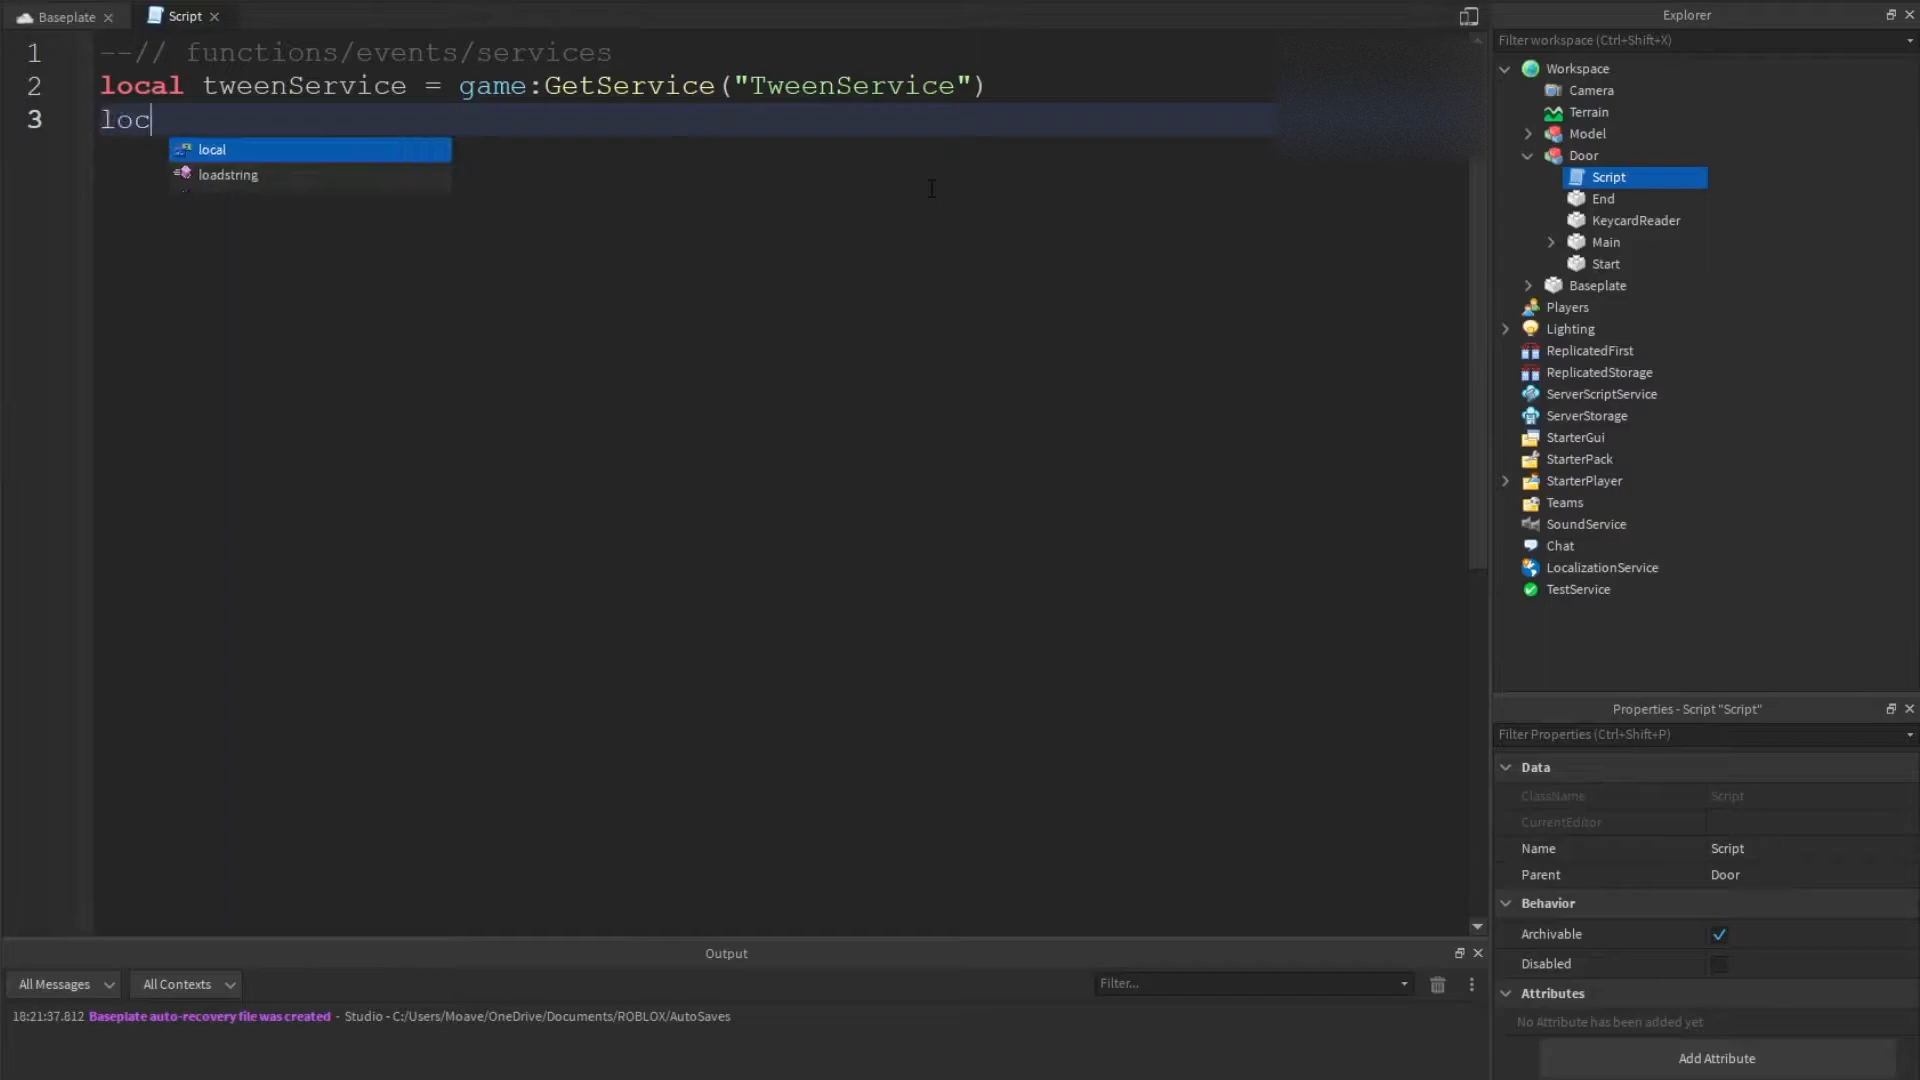 Baseplate
Script
1 --// functions/events/services
2 local tweenService = game:GetService("TweenService")
3 loc
local
loadstring
Explorer
Filter workspace (Ctrl+Shift+X)
Workspace
Camera
Terrain
Model
Door
Script
End
KeycardReader
Main
Start
Baseplate
Players
Lighting
ReplicatedFirst
ReplicatedStorage
ServerScriptService
ServerStorage
StarterGui
StarterPack
StarterPlayer
Teams
SoundService
Chat
LocalizationService
TestService
Properties - Script "Script"
Filter Properties (Ctrl+Shift+P)
Data
ClassName Script
CurrentEditor
Name Script
Parent Door
Behavior
Archivable
Disabled
Attributes
No Attribute has been added yet
Add Attribute
Output
All Messages All Contexts Filter...
18:21:37.812 Baseplate auto-recovery file was created - Studio - C:/Users/Moave/OneDrive/Documents/ROBLOX/AutoSaves